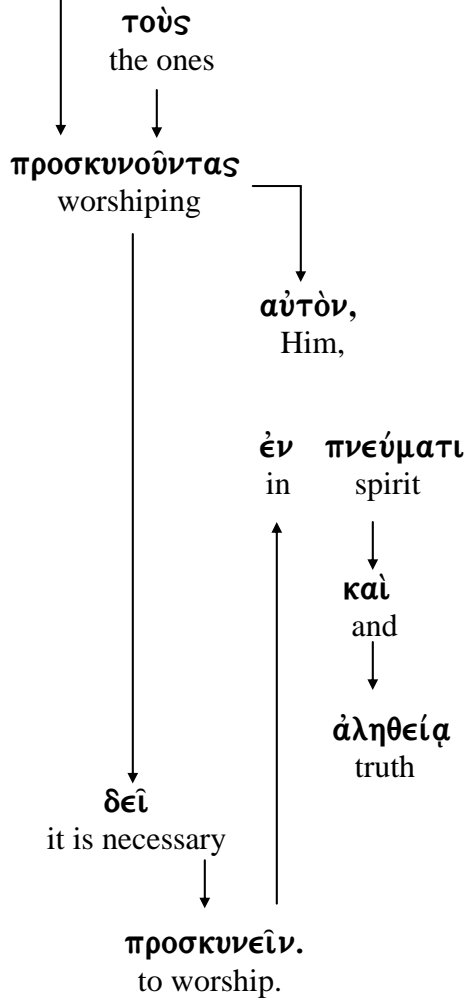 τοὺς
the ones
προσκυνοῦντας
worshiping
αὐτὸν,
Him,
ἐν πνεύματι
in spirit
καὶ
and
ἀληθείᾳ
truth
δεῖ
it is necessary
προσκυνεῖν.
to worship.